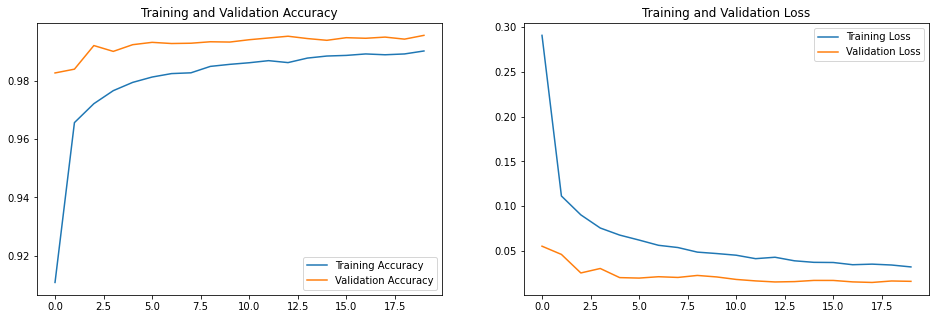 Training and Validation Accuracy
0.98
0.96
0.94
0.92
0.0 2.5 5.0 7.5 10.0 12.5 15.0 17.5
Training Accuracy
Validation Accuracy
Training and Validation Loss
0.30
0.25
0.20
0.15
0.10
0.05
0.0 2.5 5.0 7.5 10.0 12.5 15.0 17.5
Training Loss
Validation Loss